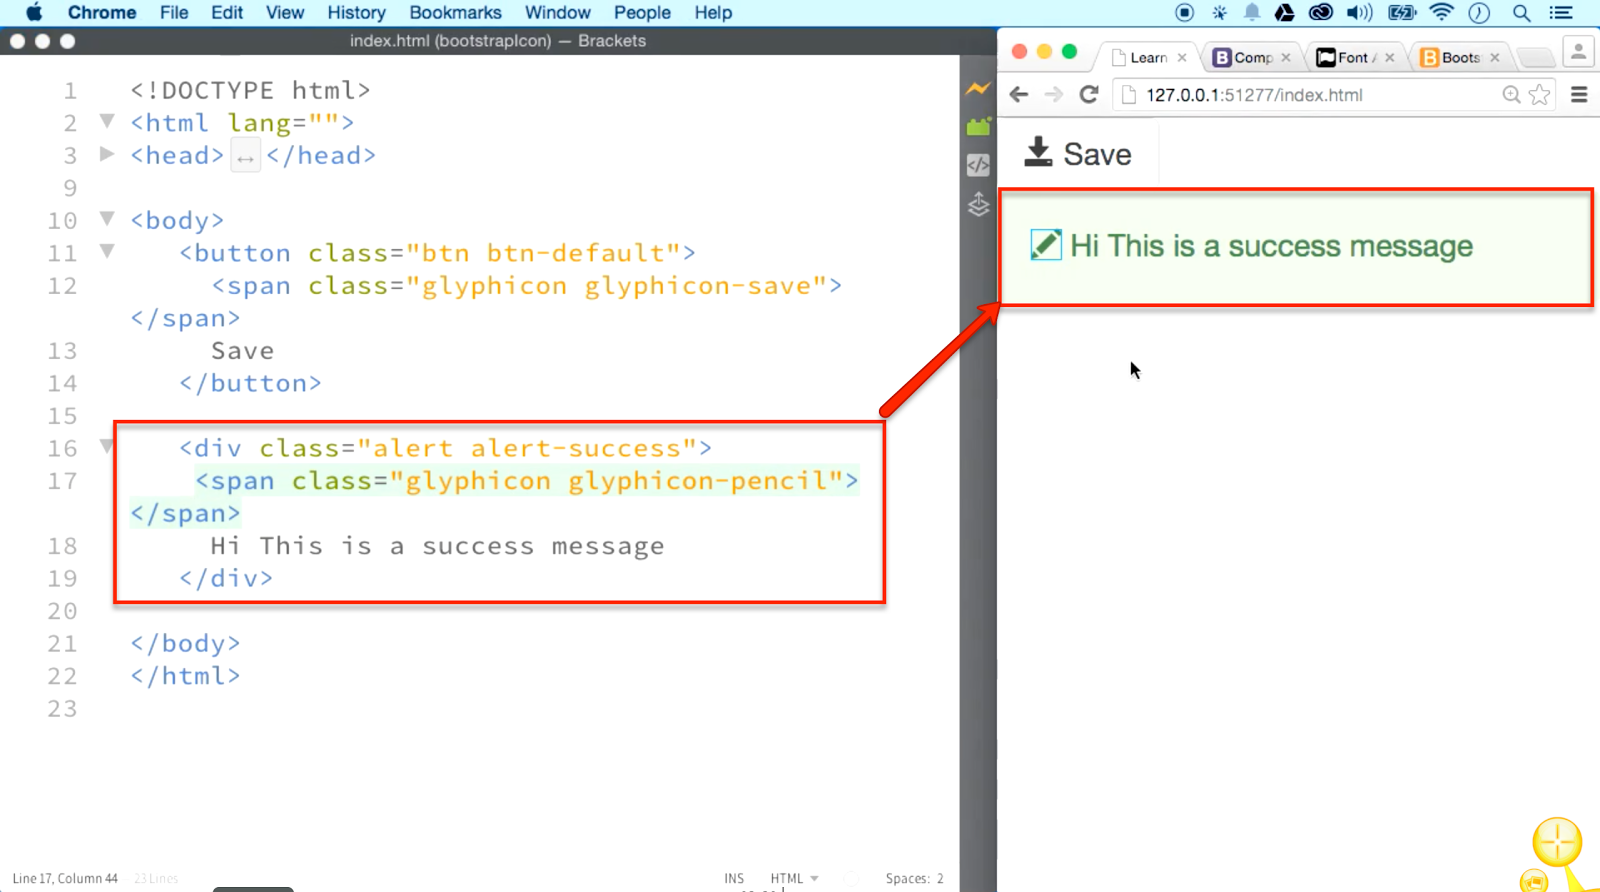 Chrome File Edit View History Bookmarks Window People Help
index.html (bootstrapIcon) — Brackets
1 <!DOCTYPE html>
2 <html lang="">
3 <head> ↔ </head>
9
10 <body>
11 <button class="btn btn-default">
12 <span class="glyphicon glyphicon-save">
</span>
13 Save
14 </button>
15
16 <div class="alert alert-success">
17 <span class="glyphicon glyphicon-pencil">
</span>
18 Hi This is a success message
19 </div>
20
21 </body>
22 </html>
23
Line 17, Column 44 23 Lines
INS HTML Spaces: 2
Learn Comp Font Boots
127.0.0.1:51277/index.html
Save
Hi This is a success message